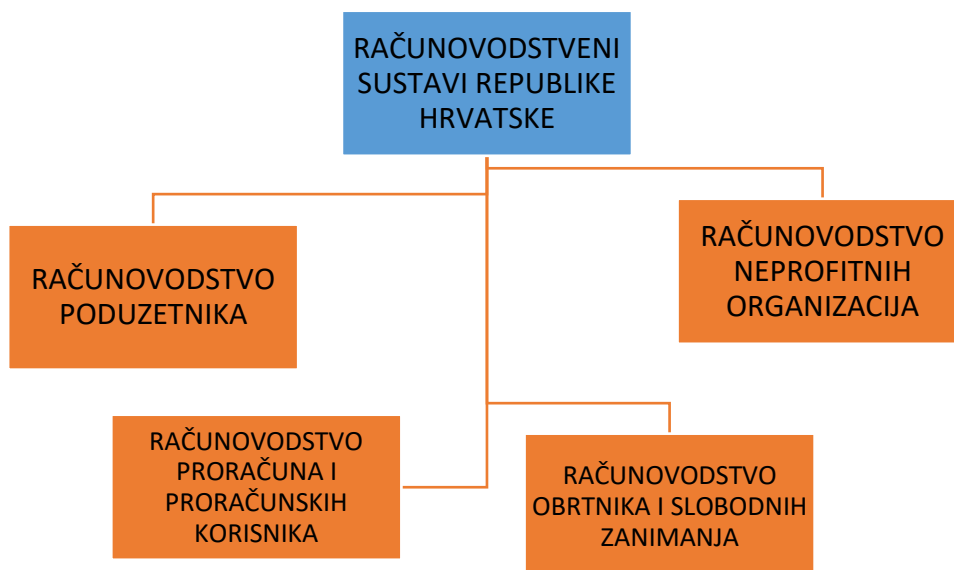 RAČUNOVODSTVENI
SUSTAVI REPUBLIKE
HRVATSKE
RAČUNOVODSTVO
PODUZETNIKA
RAČUNOVODSTVO
NEPROFITNIH
ORGANIZACIJA
RAČUNOVODSTVO
PRORAČUNA I
PRORAČUNSKIH
KORISNIKA
RAČUNOVODSTVO
OBRTNIKA I SLOBODNIH
ZANIMANJA